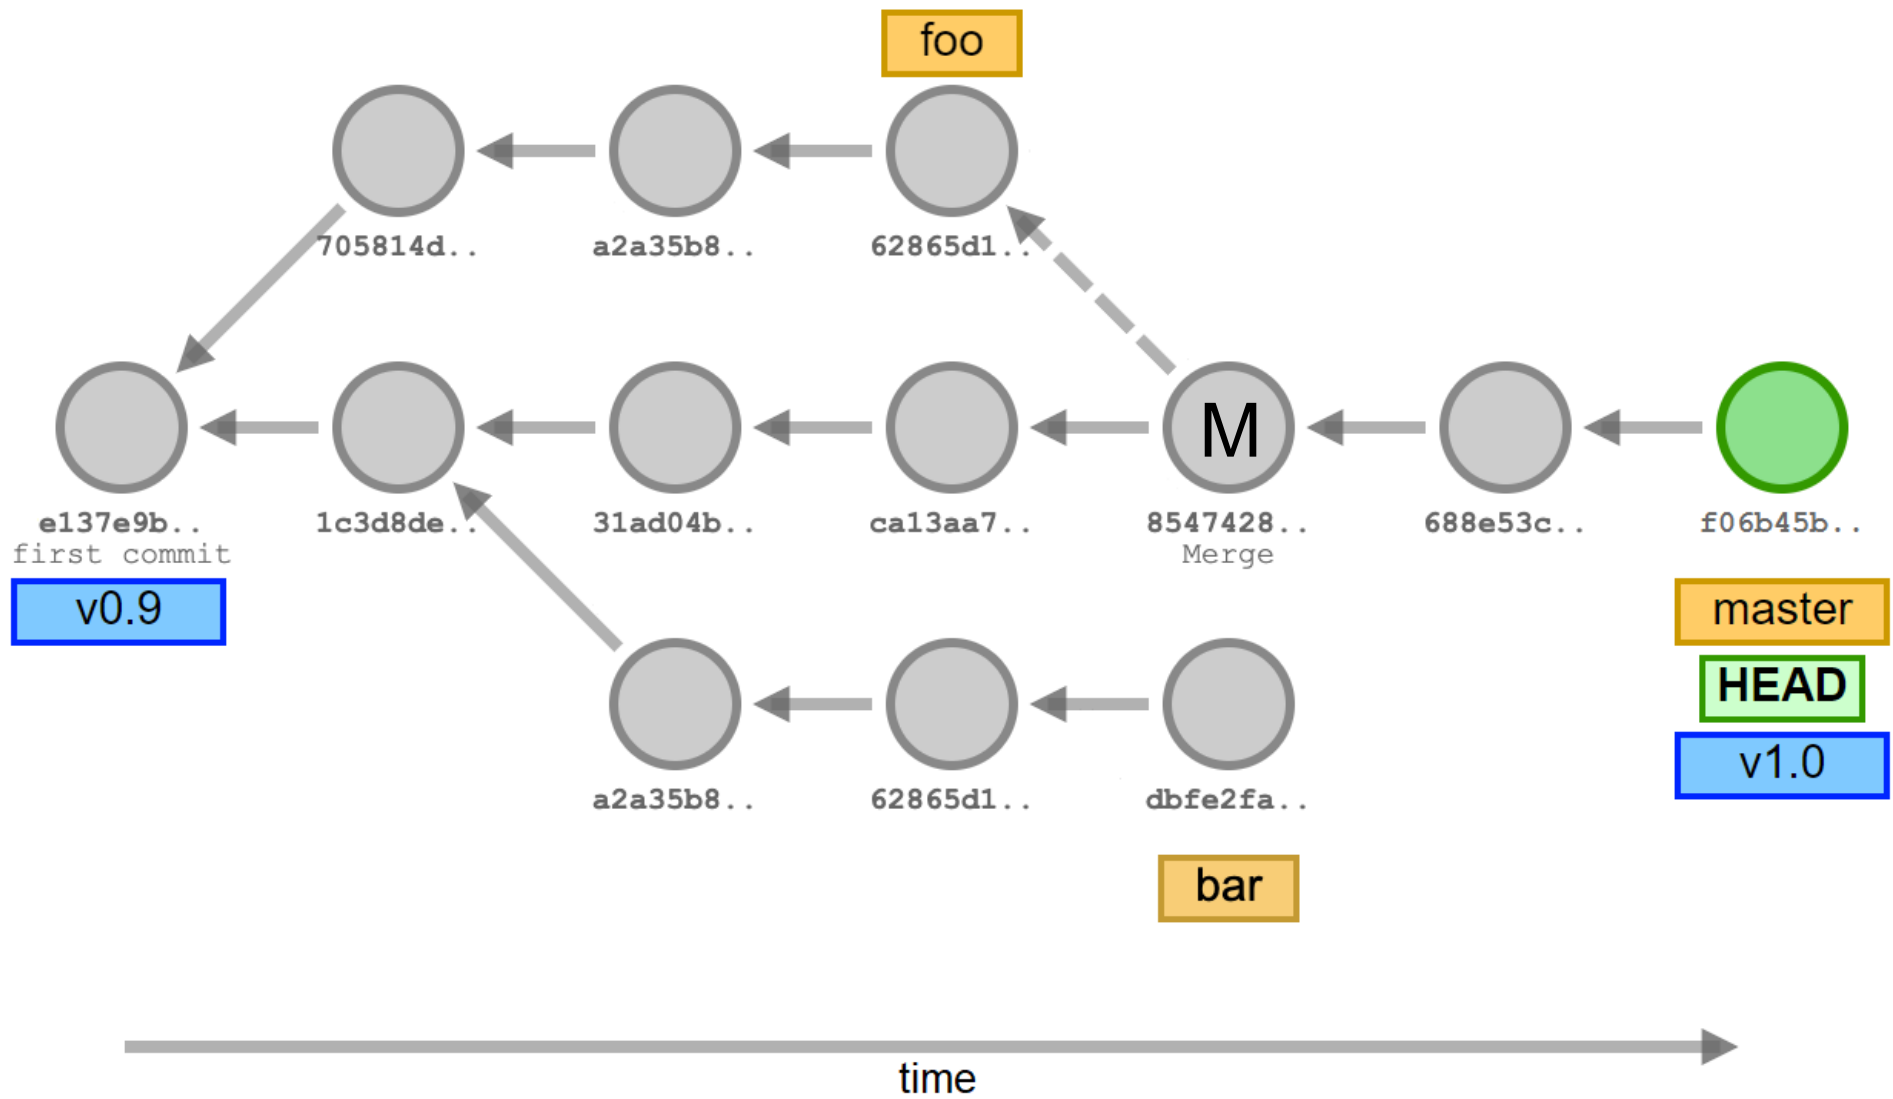 foo
705814d..
a2a35b8..
62865d1..
M
e137e9b..
first commit
1c3d8de..
31ad04b..
ca13aa7..
8547428..
Merge
688e53c..
f06b45b..
v0.9
master
HEAD
v1.0
a2a35b8..
62865d1..
dbfe2fa..
bar
time